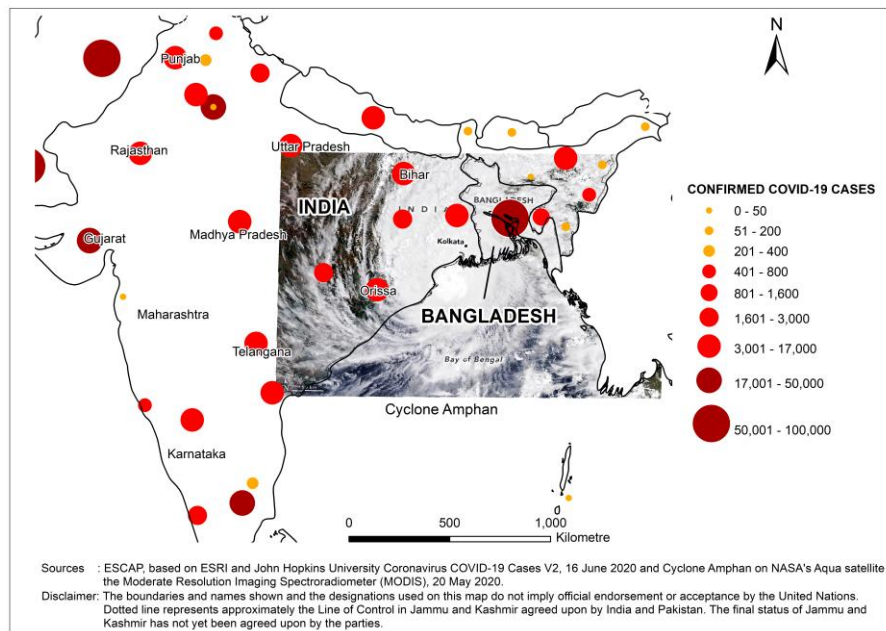 N
Punjab
Rajasthan
Uttar Pradesh
Bihar
INDIA
I N D I A
BANGLADESH
Gujarat
Madhya Pradesh
Kolkata
Orissa
Maharashtra
BANGLADESH
Telangana
Bay of Bengal
Cyclone Amphan
Karnataka
CONFIRMED COVID-19 CASES
0 - 50
51 - 200
201 - 400
401 - 800
801 - 1,600
1,601 - 3,000
3,001 - 17,000
17,001 - 50,000
50,001 - 100,000
0 500 1,000
Kilometre
Sources : ESCAP, based on ESRI and John Hopkins University Coronavirus COVID-19 Cases V2, 16 June 2020 and Cyclone Amphan on NASA's Aqua satellite
the Moderate Resolution Imaging Spectroradiometer (MODIS), 20 May 2020.
Disclaimer: The boundaries and names shown and the designations used on this map do not imply official endorsement or acceptance by the United Nations.
Dotted line represents approximately the Line of Control in Jammu and Kashmir agreed upon by India and Pakistan. The final status of Jammu and
Kashmir has not yet been agreed upon by the parties.